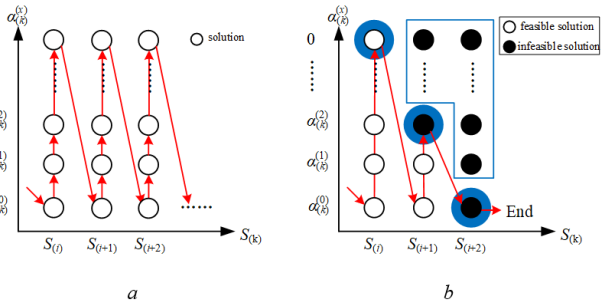 α(k)(x)
solution
2)
(k)
1)
(k)
0)
(k)
......
......
......
......
S(i)
S(i+1)
S(i+2)
S(k)
a
α(k)(x)
feasible solution
infeasible solution
0
......
α(k)(2)
α(k)(1)
α(k)(0)
......
......
......
End
S(i)
S(i+1)
S(i+2)
S(k)
b